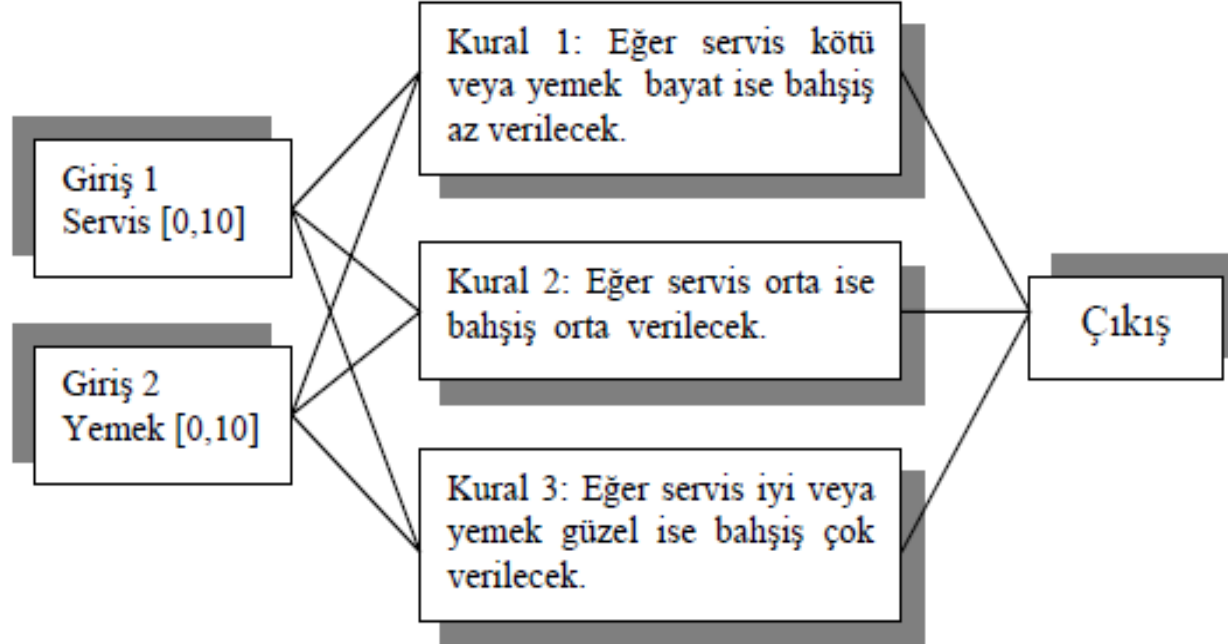 Giriş 1
Servis [0,10]
Giriş 2
Yemek [0,10]
Kural 1: Eğer servis kötü
veya yemek bayat ise bahşiş
az verilecek.
Kural 2: Eğer servis orta ise
bahşiş orta verilecek.
Kural 3: Eğer servis iyi veya
yemek güzel ise bahşiş çok
verilecek.
Çıkış